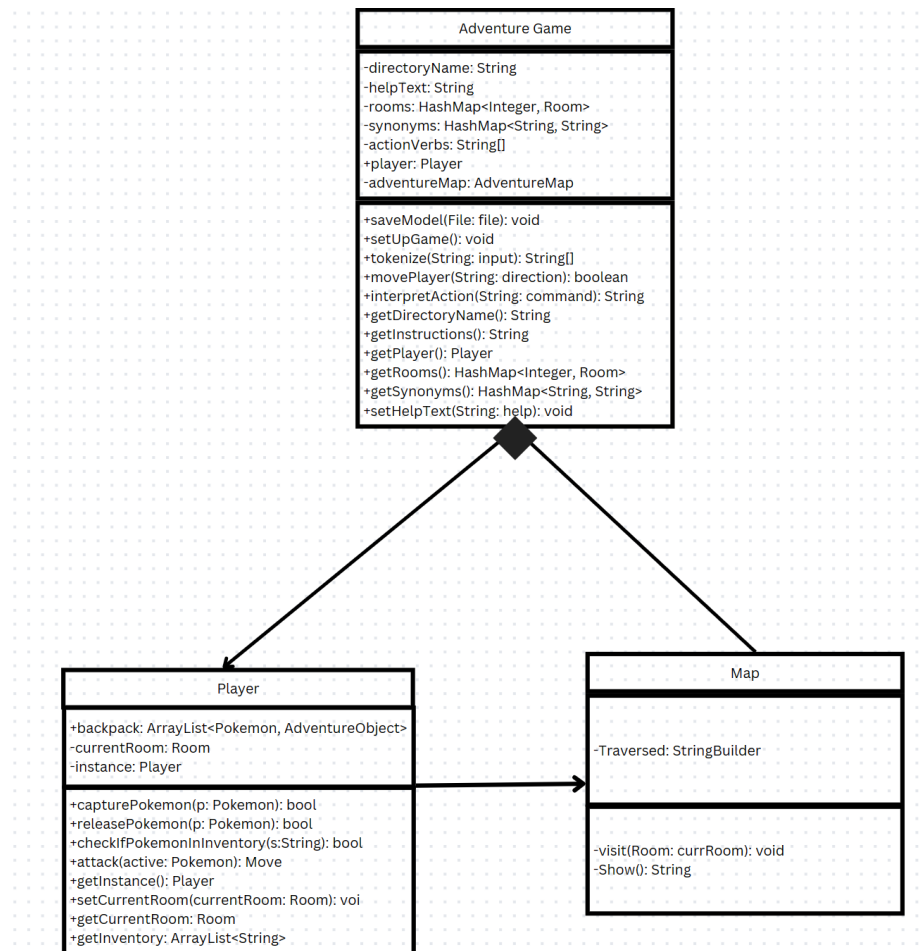 Adventure Game
-directoryName: String
-helpText: String
-rooms: HashMap<Integer, Room>
-synonyms: HashMap<String, String>
-actionVerbs: String[]
+player: Player
-adventureMap: AdventureMap
+saveModel(File: file): void
+setUpGame(): void
+tokenize(String: input): String[]
+movePlayer(String: direction): boolean
+interpretAction(String: command): String
+getDirectoryName(): String
+getInstructions(): String
+getPlayer(): Player
+getRooms(): HashMap<Integer, Room>
+getSynonyms(): HashMap<String, String>
+setHelpText(String: help): void
Player
+backpack: ArrayList<Pokemon, AdventureObject>
-currentRoom: Room
-instance: Player
+capturePokemon(p: Pokemon): bool
+releasePokemon(p: Pokemon): bool
+checkIfPokemonInInventory(s:String): bool
+attack(active: Pokemon): Move
+getInstance(): Player
+setCurrentRoom(currentRoom: Room): voi
+getCurrentRoom: Room
+getInventory: ArrayList<String>
Map
-Traversed: StringBuilder
-visit(Room: currRoom): void
-Show(): String